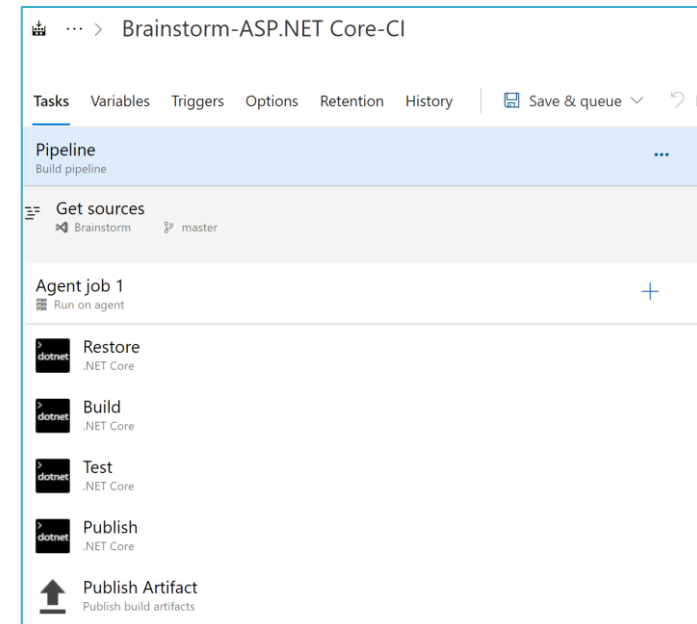 ··· > Brainstorm-ASP.NET Core-CI
Tasks Variables Triggers Options Retention History Save & queue
Pipeline
Build pipeline
Get sources
Brainstorm master
Agent job 1
Run on agent
> dotnet
Restore
.NET Core
> dotnet
Build
.NET Core
> dotnet
Test
.NET Core
> dotnet
Publish
.NET Core
Publish Artifact
Publish build artifacts